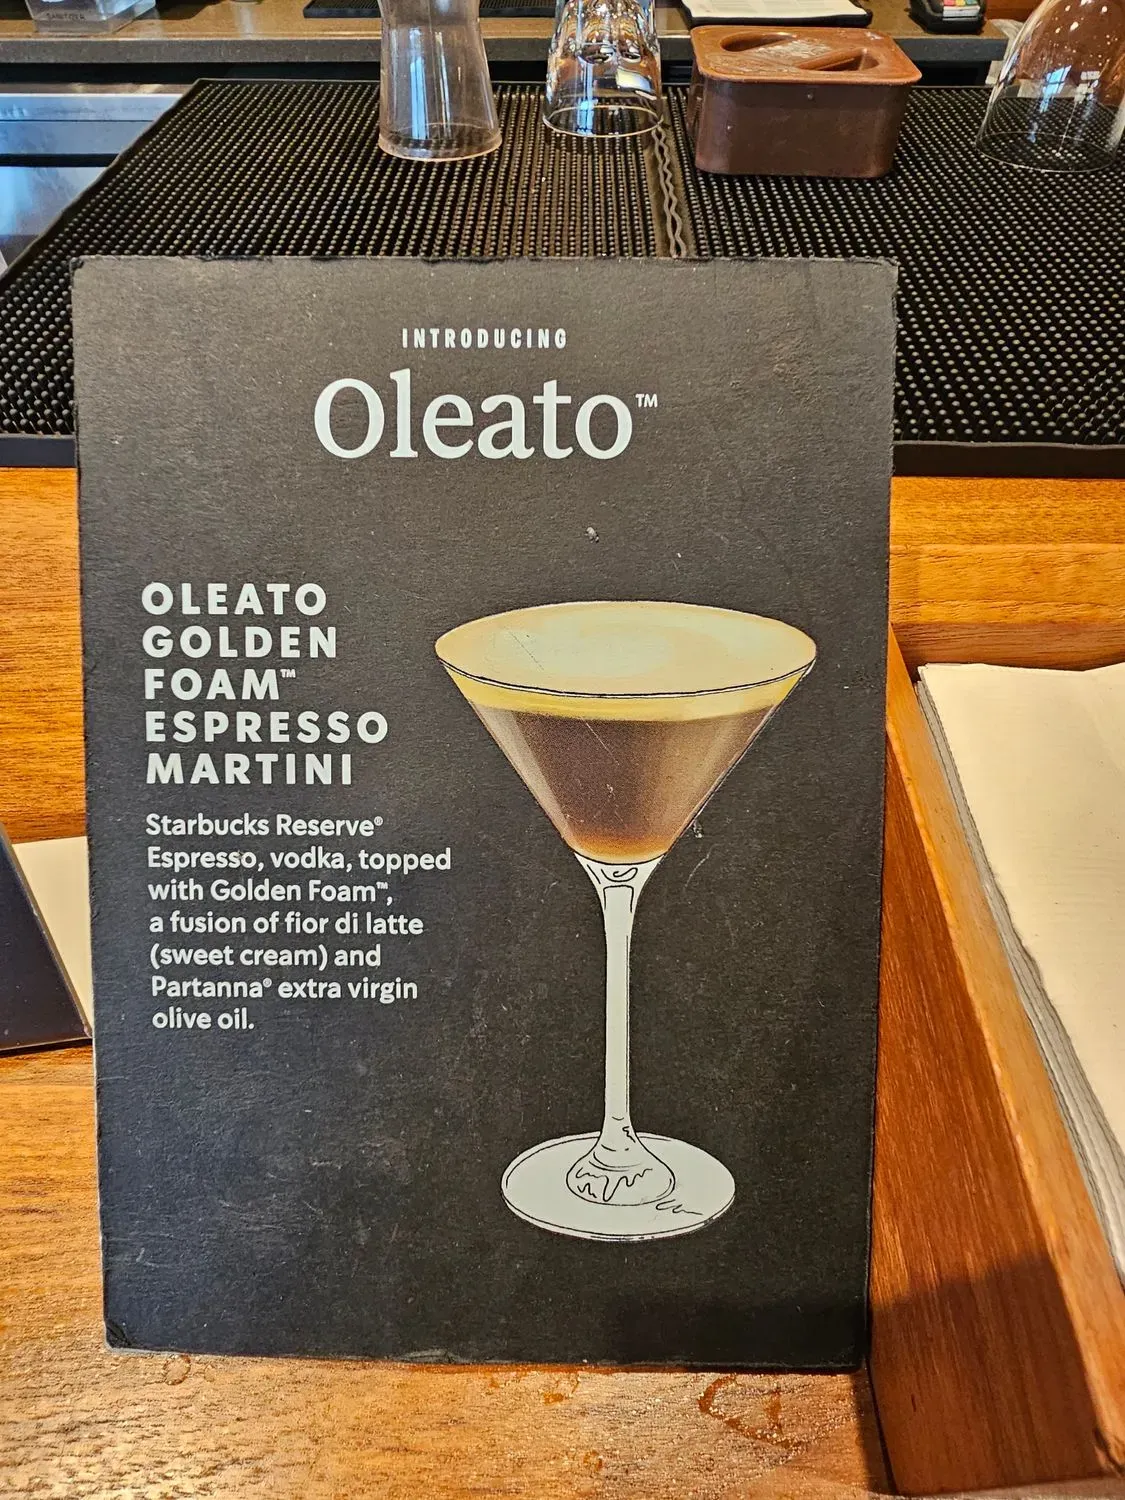 INTRODUCING
Oleato™
OLEATO
GOLDEN
FOAM™
ESPRESSO
MARTINI
Starbucks Reserve®
Espresso, vodka, topped
with Golden Foam™,
a fusion of fior di latte
(sweet cream) and
Partanna® extra virgin
olive oil.